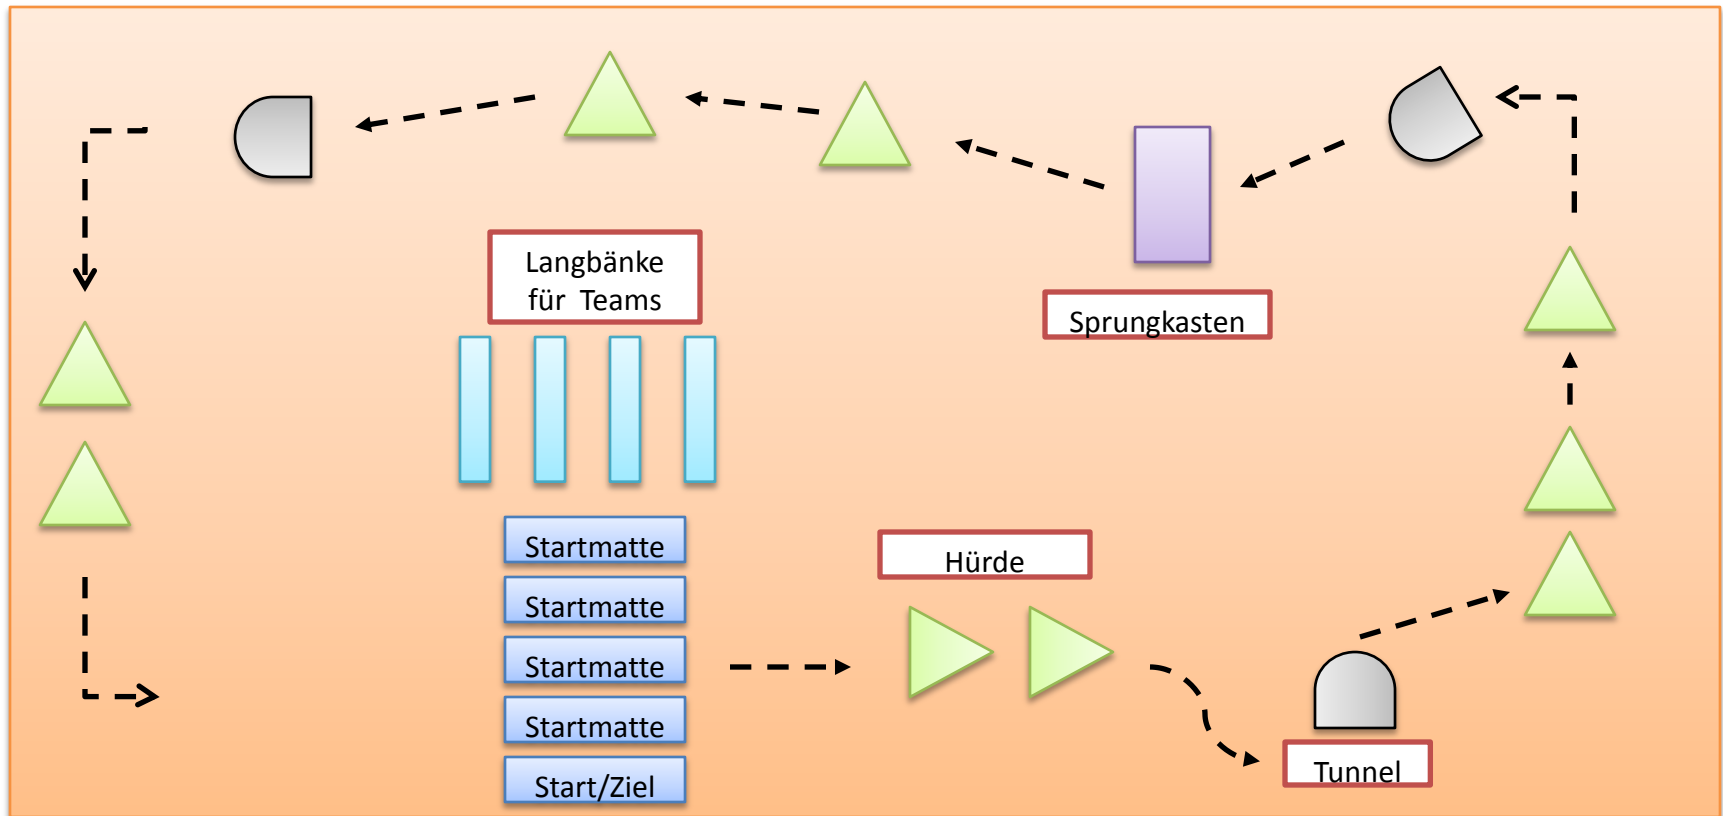 Langbänke
für Teams
Sprungkasten
Startmatte
Startmatte
Startmatte
Startmatte
Start/Ziel
Hürde
Tunnel